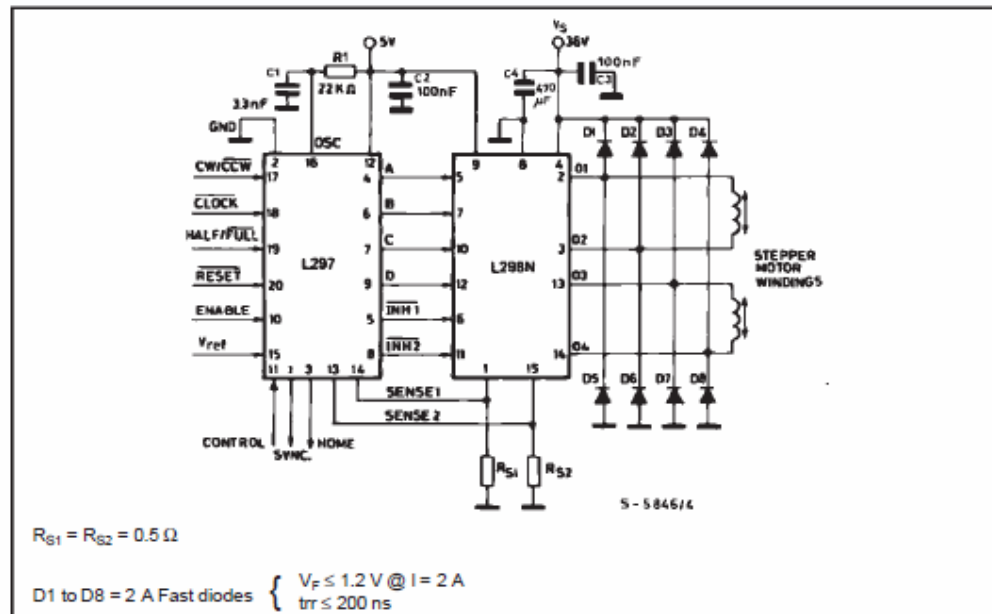 5V
Vs
36V
R1
22KΩ
C1
3.3nF
C2
100nF
C4
470
µF
100nF
C3
GND
OSC
2
16
12
9
8
4
D1
D2
D3
D4
CW/CCW
17
4
A
5
2
O1
CLOCK
18
6
B
7
HALF/FULL
19
7
C
10
3
O2
L297
L298N
STEPPER
MOTOR
WINDINGS
RESET
20
9
D
12
13
O3
ENABLE
10
5
INH1
6
Vref
15
8
INH2
11
14
O4
11
1
3
13
14
1
15
D5
D6
D7
D8
SENSE1
SENSE2
CONTROL
SYNC.
HOME
RS1
RS2
S-5846/4
RS1 = RS2 = 0.5 Ω
VF ≤ 1.2 V @ I = 2 A
D1 to D8 = 2 A Fast diodes {
trr ≤ 200 ns